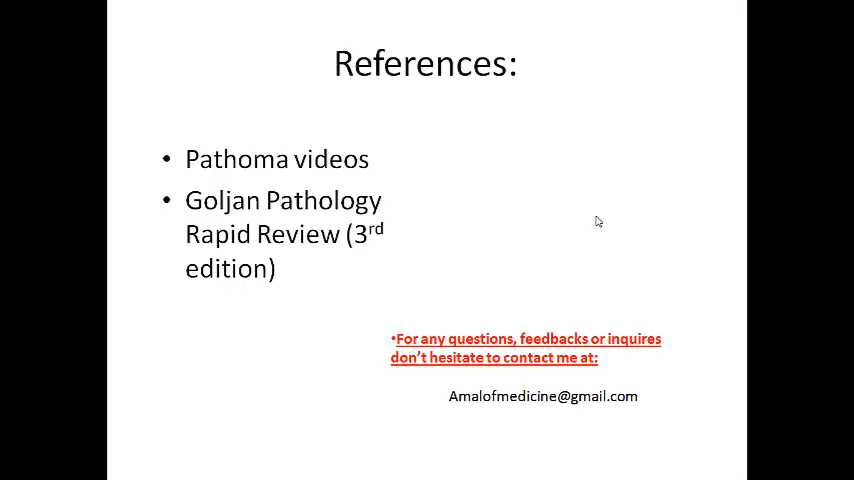 References:
• Pathoma videos
• Goljan Pathology
Rapid Review (3rd
edition)
•For any questions, feedbacks or inquires
don't hesitate to contact me at:
Amalofmedicine@gmail.com